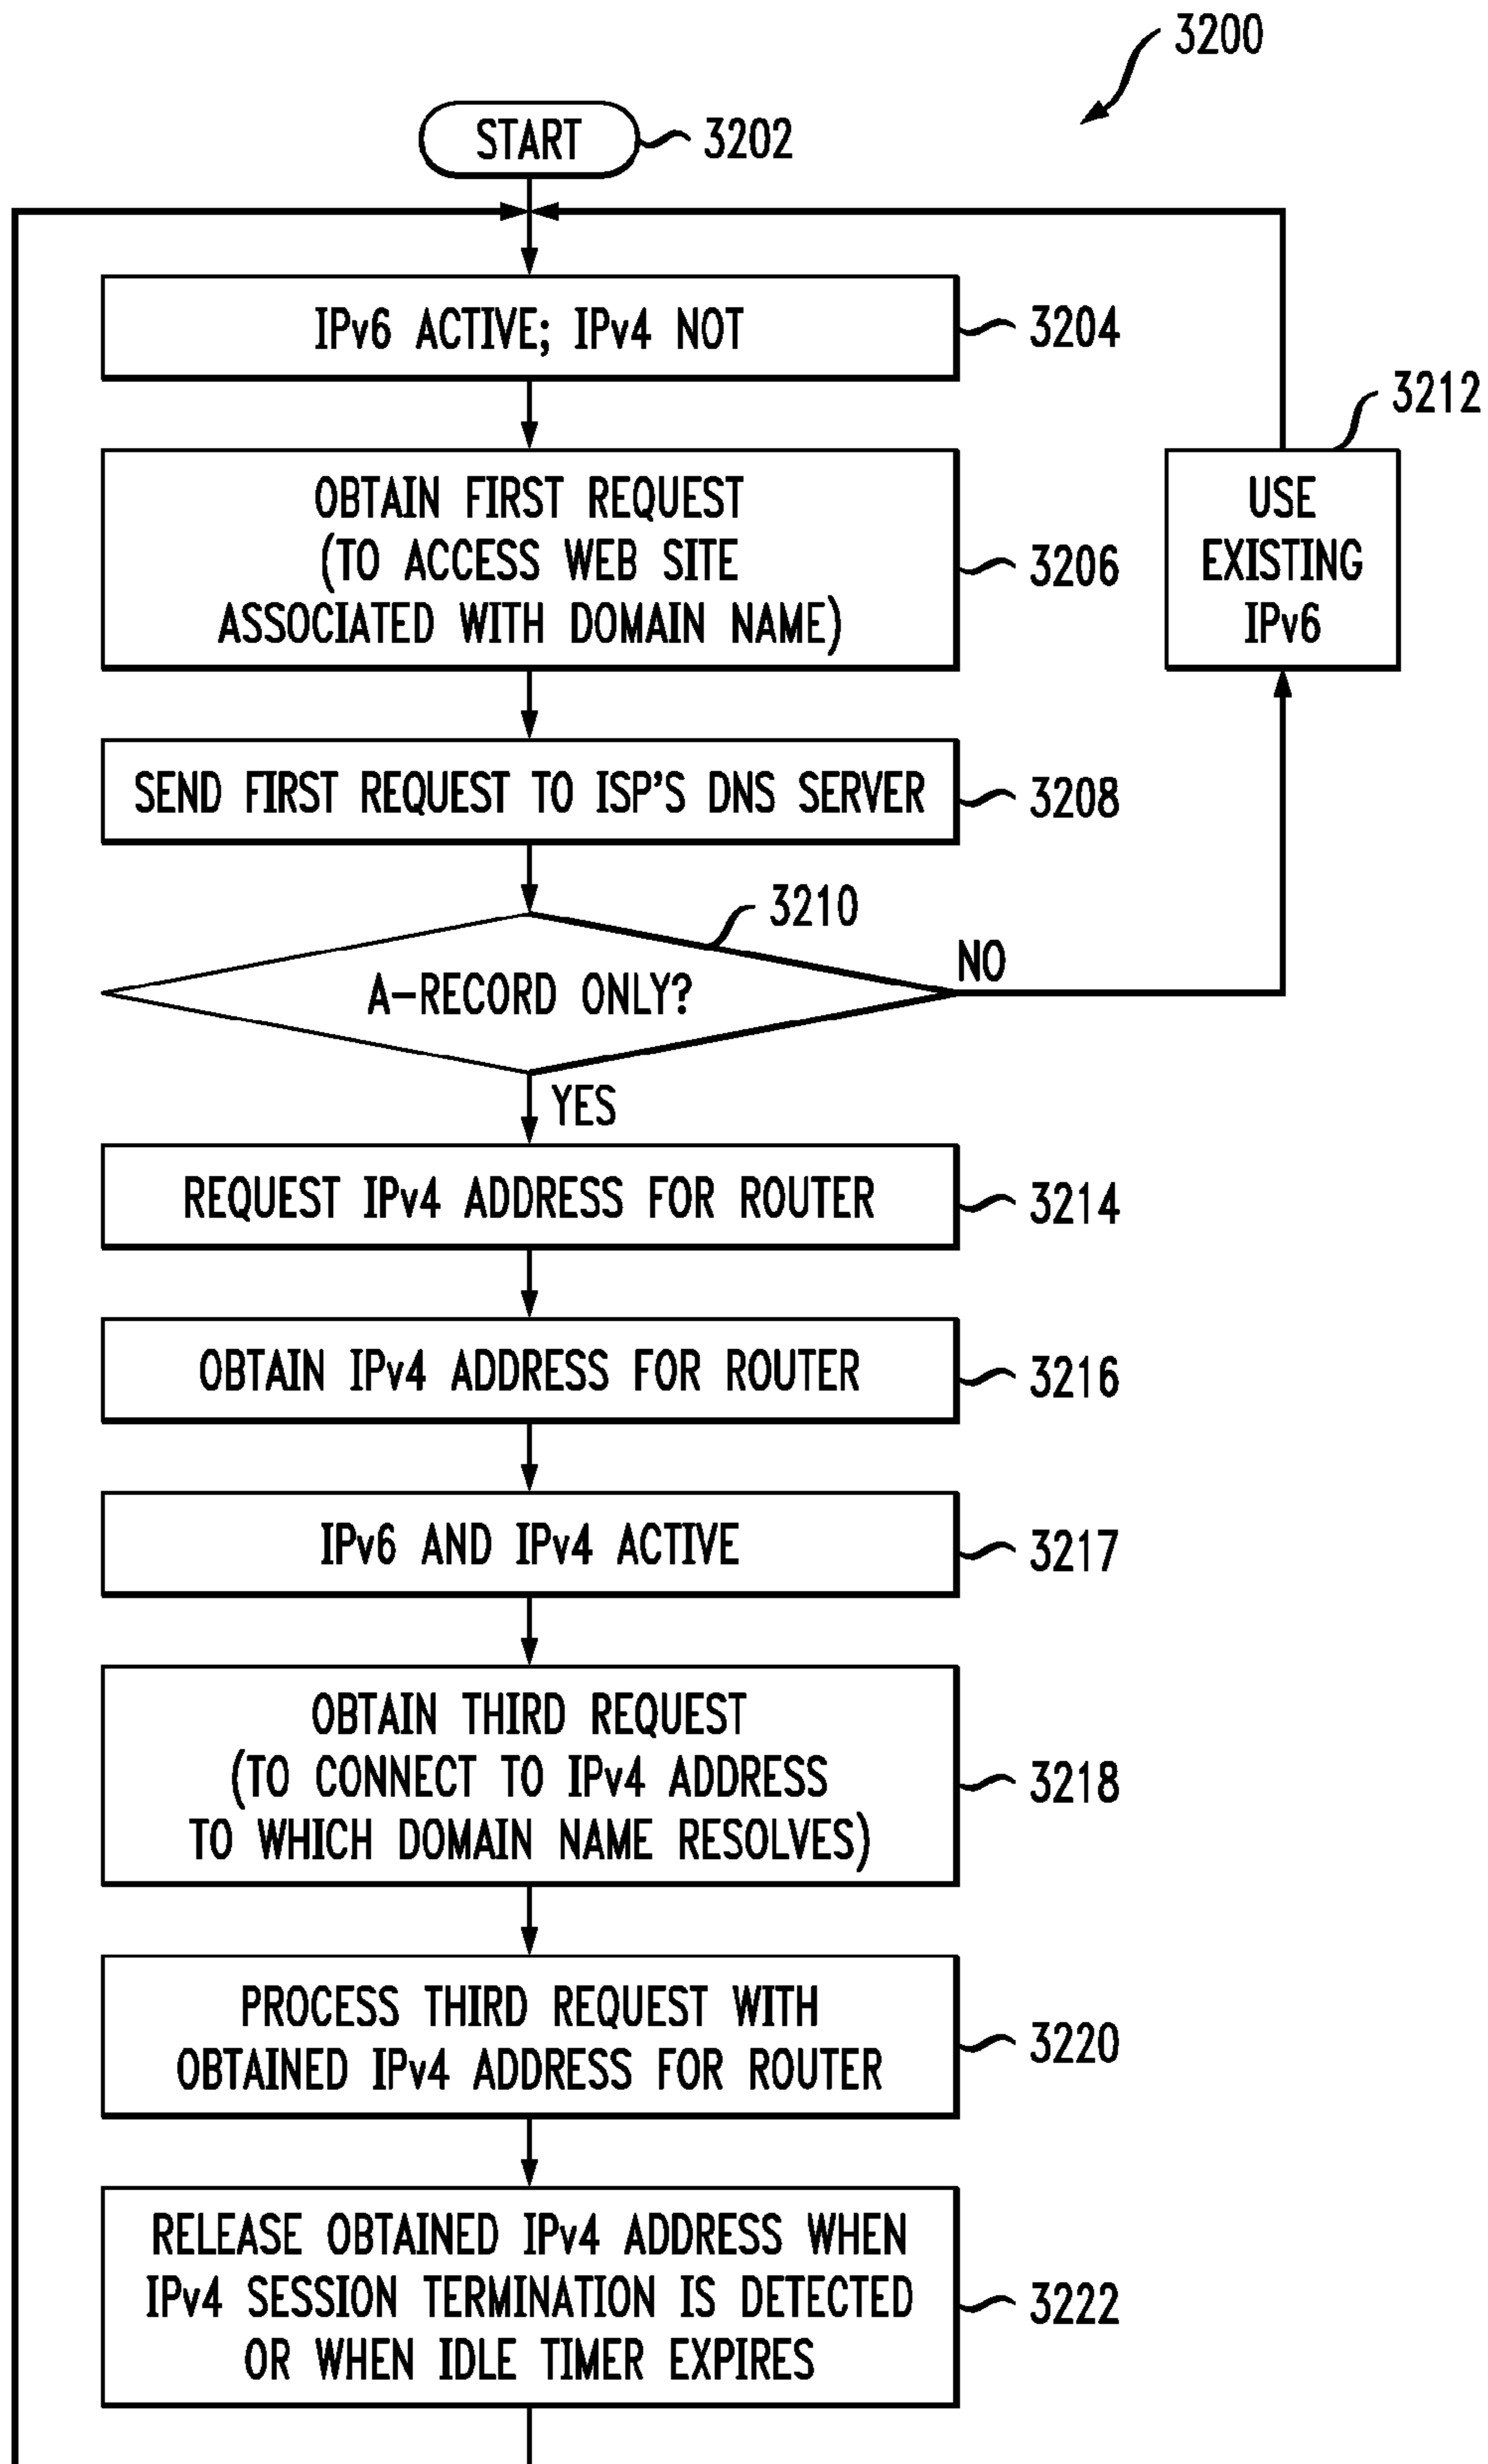 3200
START
3202
IPv6 ACTIVE; IPv4 NOT
3204
3212
OBTAIN FIRST REQUEST
(TO ACCESS WEB SITE
ASSOCIATED WITH DOMAIN NAME)
3206
USE
EXISTING
IPv6
SEND FIRST REQUEST TO ISP'S DNS SERVER
3208
3210
A-RECORD ONLY?
NO
YES
REQUEST IPv4 ADDRESS FOR ROUTER
3214
OBTAIN IPv4 ADDRESS FOR ROUTER
3216
IPv6 AND IPv4 ACTIVE
3217
OBTAIN THIRD REQUEST
(TO CONNECT TO IPv4 ADDRESS
TO WHICH DOMAIN NAME RESOLVES)
3218
PROCESS THIRD REQUEST WITH
OBTAINED IPv4 ADDRESS FOR ROUTER
3220
RELEASE OBTAINED IPv4 ADDRESS WHEN
IPv4 SESSION TERMINATION IS DETECTED
OR WHEN IDLE TIMER EXPIRES
3222